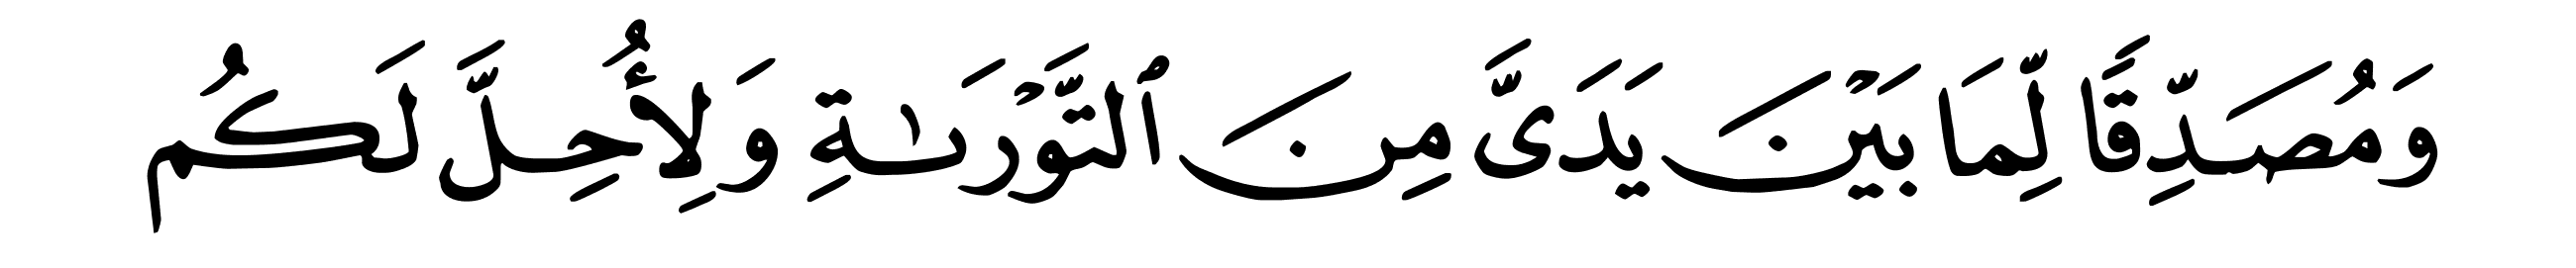 وَمُصَدِّقًا لِّمَا بَيْنَ يَدَىَّ مِنَ ٱلتَّوْرَىٰةِ وَلِأُحِلَّ لَكُم